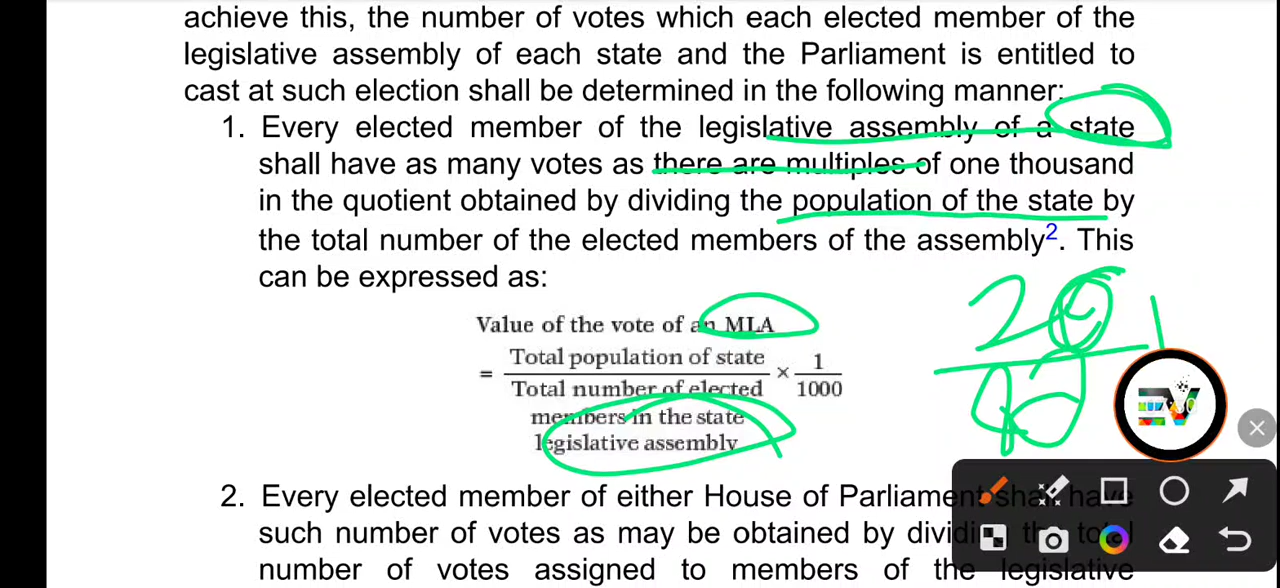 achieve this, the number of votes which each elected member of the
legislative assembly of each state and the Parliament is entitled to
cast at such election shall be determined in the following manner:
1. Every elected member of the legislative assembly of a state
shall have as many votes as there are multiples of one thousand
in the quotient obtained by dividing the population of the state by
the total number of the elected members of the assembly2. This
can be expressed as:
Value of the vote of an MLA
= Total population of state
Total number of elected
members in the state
legislative assembly
× 1
1000
20
EV
2. Every elected member of either House of Parliament shall have
such number of votes as may be obtained by dividing the total
number of votes assigned to members of the legislative